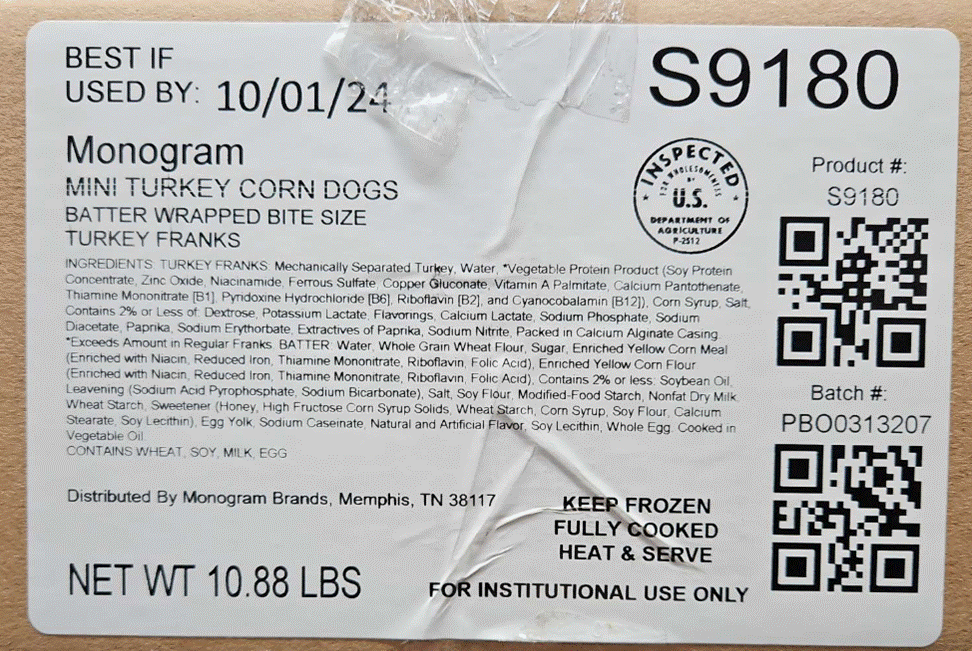 BEST IF
USED BY: 10/01/24
S9180
Monogram
MINI TURKEY CORN DOGS
BATTER WRAPPED BITE SIZE
TURKEY FRANKS
INSPECTED
FOR WHOLESOMENESS
BY
U.S.
DEPARTMENT OF
AGRICULTURE
P-2512
Product #:
S9180
INGREDIENTS: TURKEY FRANKS: Mechanically Separated Turkey, Water, *Vegetable Protein Product (Soy Protein
Concentrate, Zinc Oxide, Niacinamide, Ferrous Sulfate, Copper Gluconate, Vitamin A Palmitate, Calcium Pantothenate,
Thiamine Mononitrate [B1], Pyridoxine Hydrochloride [B6], Riboflavin [B2], and Cyanocobalamin [B12]), Corn Syrup, Salt,
Contains 2% or Less of: Dextrose, Potassium Lactate, Flavorings, Calcium Lactate, Sodium Phosphate, Sodium
Diacetate, Paprika, Sodium Erythorbate, Extractives of Paprika, Sodium Nitrite, Packed in Calcium Alginate Casing.
*Exceeds Amount in Regular Franks. BATTER: Water, Whole Grain Wheat Flour, Sugar, Enriched Yellow Corn Meal
(Enriched with Niacin, Reduced Iron, Thiamine Mononitrate, Riboflavin, Folic Acid), Enriched Yellow Corn Flour
(Enriched with Niacin, Reduced Iron, Thiamine Mononitrate, Riboflavin, Folic Acid), Contains 2% or less: Soybean Oil,
Leavening (Sodium Acid Pyrophosphate, Sodium Bicarbonate), Salt, Soy Flour, Modified-Food Starch, Nonfat Dry Milk.
Wheat Starch, Sweetener (Honey, High Fructose Corn Syrup Solids, Wheat Starch, Corn Syrup, Soy Flour, Calcium
Stearate, Soy Lecithin), Egg Yolk, Sodium Caseinate, Natural and Artificial Flavor, Soy Lecithin, Whole Egg. Cooked in
Vegetable Oil.
CONTAINS WHEAT, SOY, MILK, EGG
Batch #:
PBO0313207
Distributed By Monogram Brands, Memphis, TN 38117
KEEP FROZEN
FULLY COOKED
HEAT & SERVE
NET WT 10.88 LBS
FOR INSTITUTIONAL USE ONLY